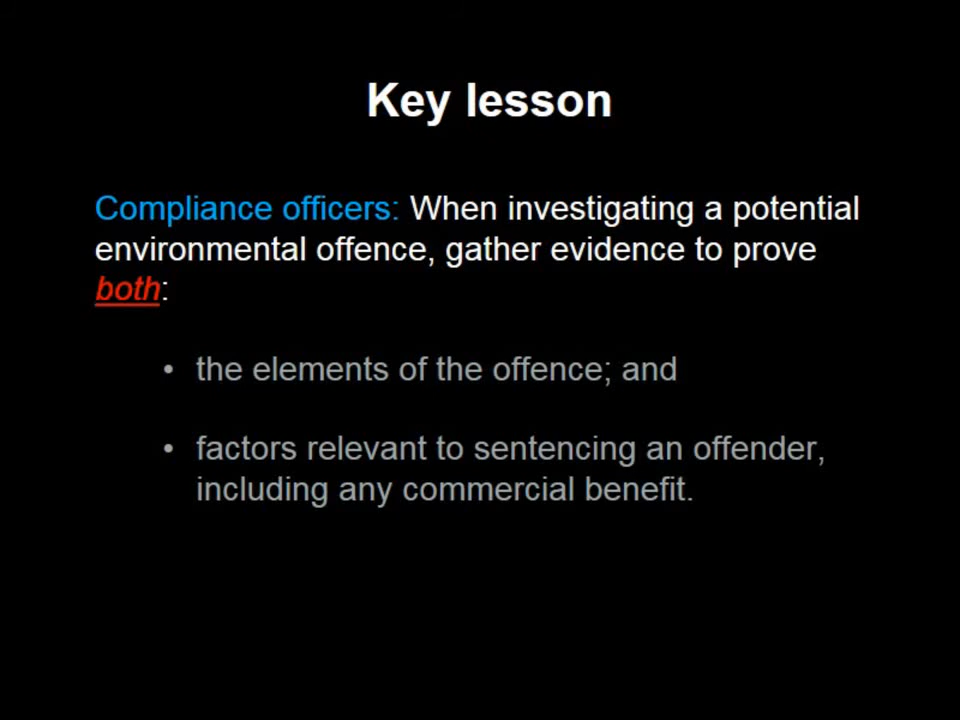 Key lesson
Compliance officers: When investigating a potential
environmental offence, gather evidence to prove
both:
• the elements of the offence; and
• factors relevant to sentencing an offender,
including any commercial benefit.